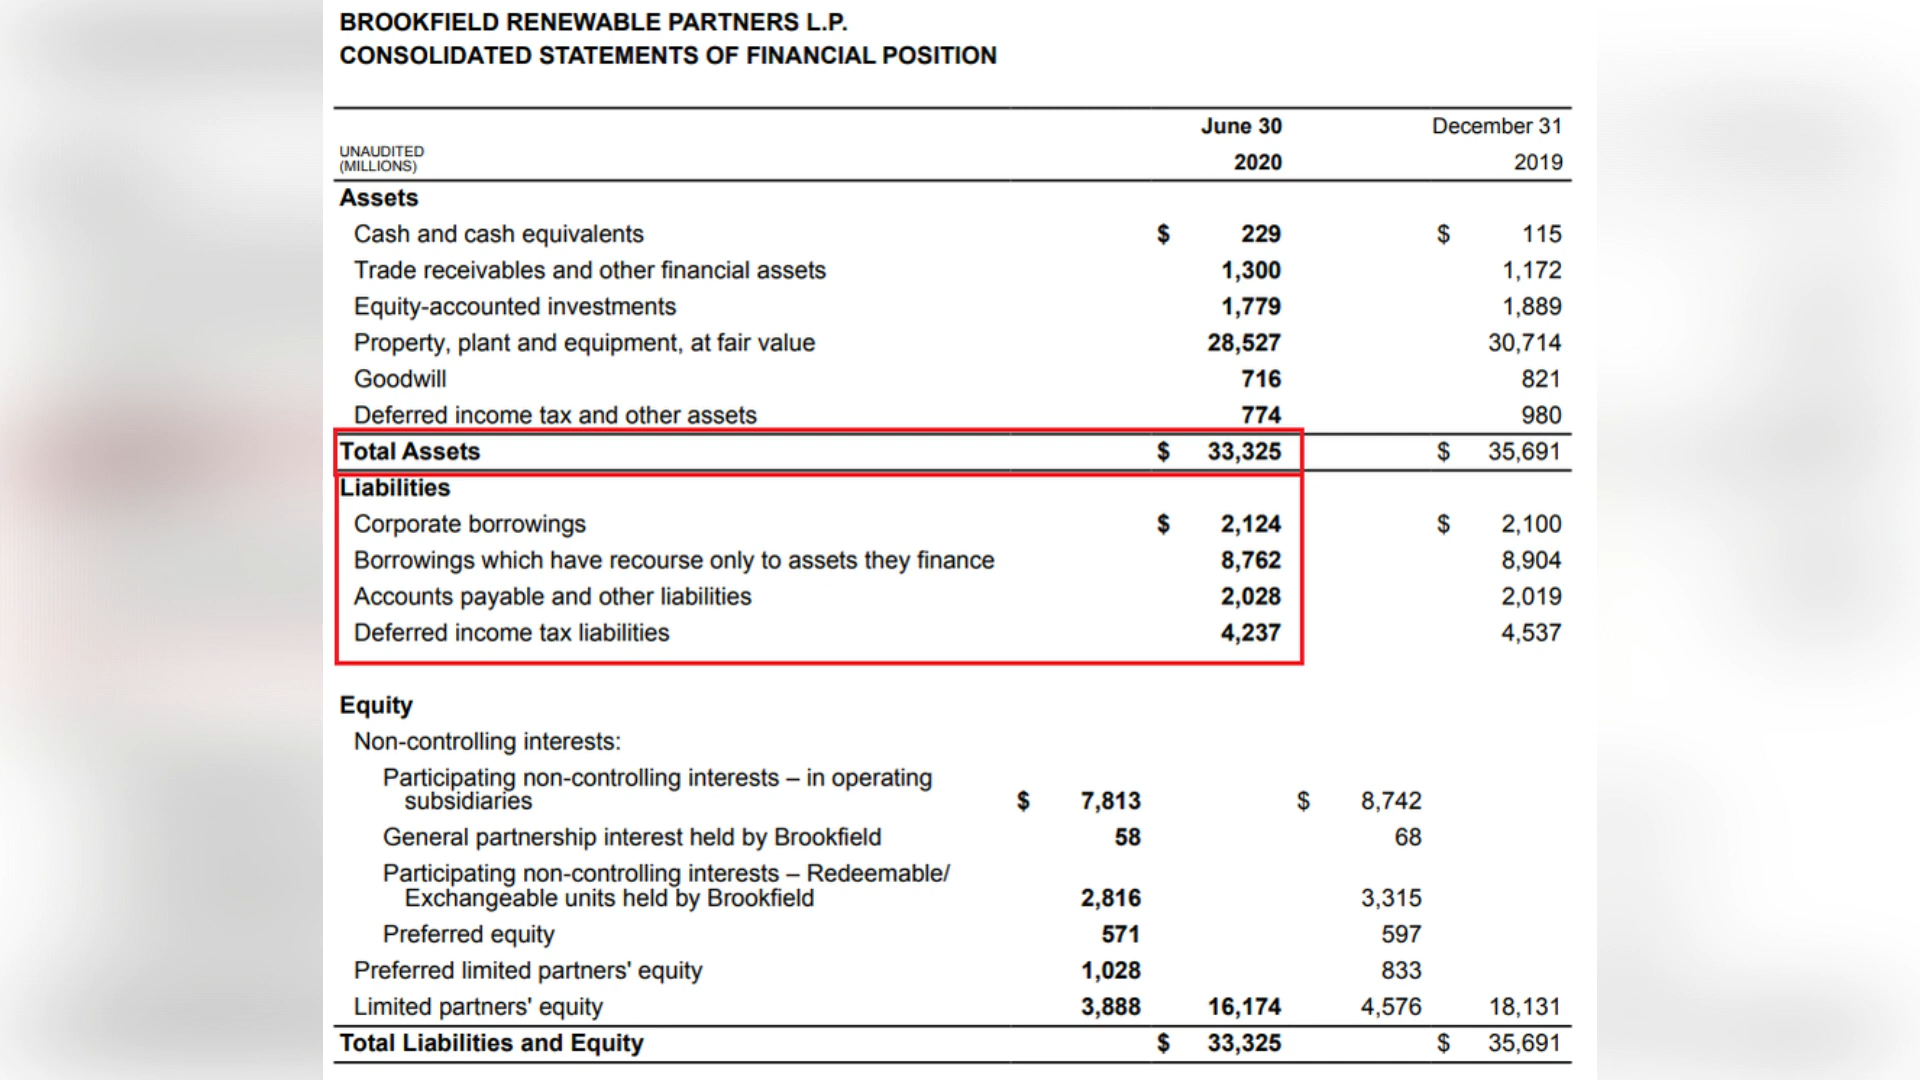 BROOKFIELD RENEWABLE PARTNERS L.P.
CONSOLIDATED STATEMENTS OF FINANCIAL POSITION
June 30 December 31
UNAUDITED
(MILLIONS) 2020 2019
Assets
Cash and cash equivalents $ 229 $ 115
Trade receivables and other financial assets 1,300 1,172
Equity-accounted investments 1,779 1,889
Property, plant and equipment, at fair value 28,527 30,714
Goodwill 716 821
Deferred income tax and other assets 774 980
Total Assets $ 33,325 $ 35,691
Liabilities
Corporate borrowings $ 2,124 $ 2,100
Borrowings which have recourse only to assets they finance 8,762 8,904
Accounts payable and other liabilities 2,028 2,019
Deferred income tax liabilities 4,237 4,537
Equity
Non-controlling interests:
Participating non-controlling interests – in operating
subsidiaries $ 7,813 $ 8,742
General partnership interest held by Brookfield 58 68
Participating non-controlling interests – Redeemable/
Exchangeable units held by Brookfield 2,816 3,315
Preferred equity 571 597
Preferred limited partners' equity 1,028 833
Limited partners' equity 3,888 16,174 4,576 18,131
Total Liabilities and Equity $ 33,325 $ 35,691